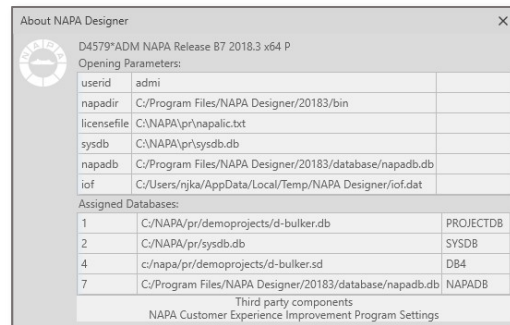 About NAPA Designer
NAPA
D4579*ADM NAPA Release B7 2018.3 x64 P
Opening Parameters:
userid admi
napadir C:/Program Files/NAPA Designer/20183/bin
licensefile C:\NAPA\pr\napalic.txt
sysdb C:\NAPA\pr\sysdb.db
napadb C:/Program Files/NAPA Designer/20183/database/napadb.db
iof C:/Users/njka/AppData/Local/Temp/NAPA Designer/iof.dat
Assigned Databases:
1 C:/NAPA/pr/demoprojects/d-bulker.db PROJECTDB
2 C:/NAPA/pr/sysdb.db SYSDB
4 c:/napa/pr/demoprojects/d-bulker.sd DB4
7 C:/Program Files/NAPA Designer/20183/database/napadb.db NAPADB
Third party components
NAPA Customer Experience Improvement Program Settings